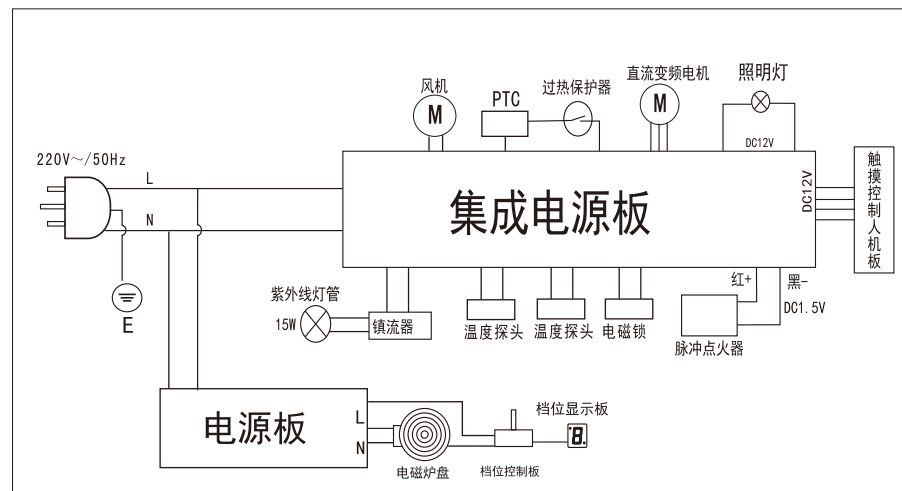 风机
M
PTC
过热保护器
直流变频电机
M
照明灯
DC12V
220V～/50Hz
L
N
E
集成电源板
DC12V
触摸控制人机板
紫外线灯管
15W
镇流器
温度探头
温度探头
电磁锁
红+
黑-
DC1.5V
脉冲点火器
电源板
L
N
电磁炉盘
档位控制板
档位显示板
8.